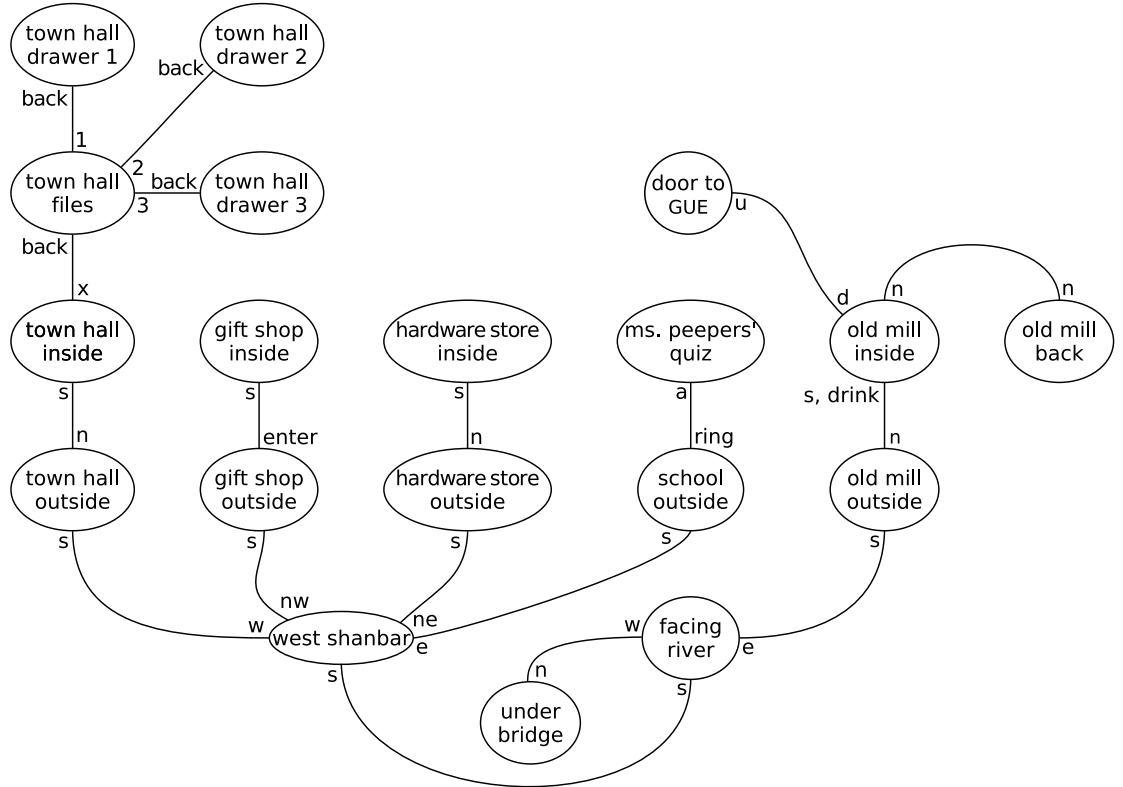 town hall
drawer 1
town hall
drawer 2
back
back
1
2
town hall
files
back
3
town hall
drawer 3
door to
GUE
u
back
x
d
n
n
town hall
inside
gift shop
inside
hardware store
inside
ms. peepers'
quiz
old mill
inside
old mill
back
s
s
s
a
s, drink
n
enter
n
ring
n
town hall
outside
gift shop
outside
hardware store
outside
school
outside
old mill
outside
s
s
s
s
s
nw
ne
w
west shanbar
e
w
facing
river
e
s
n
s
under
bridge